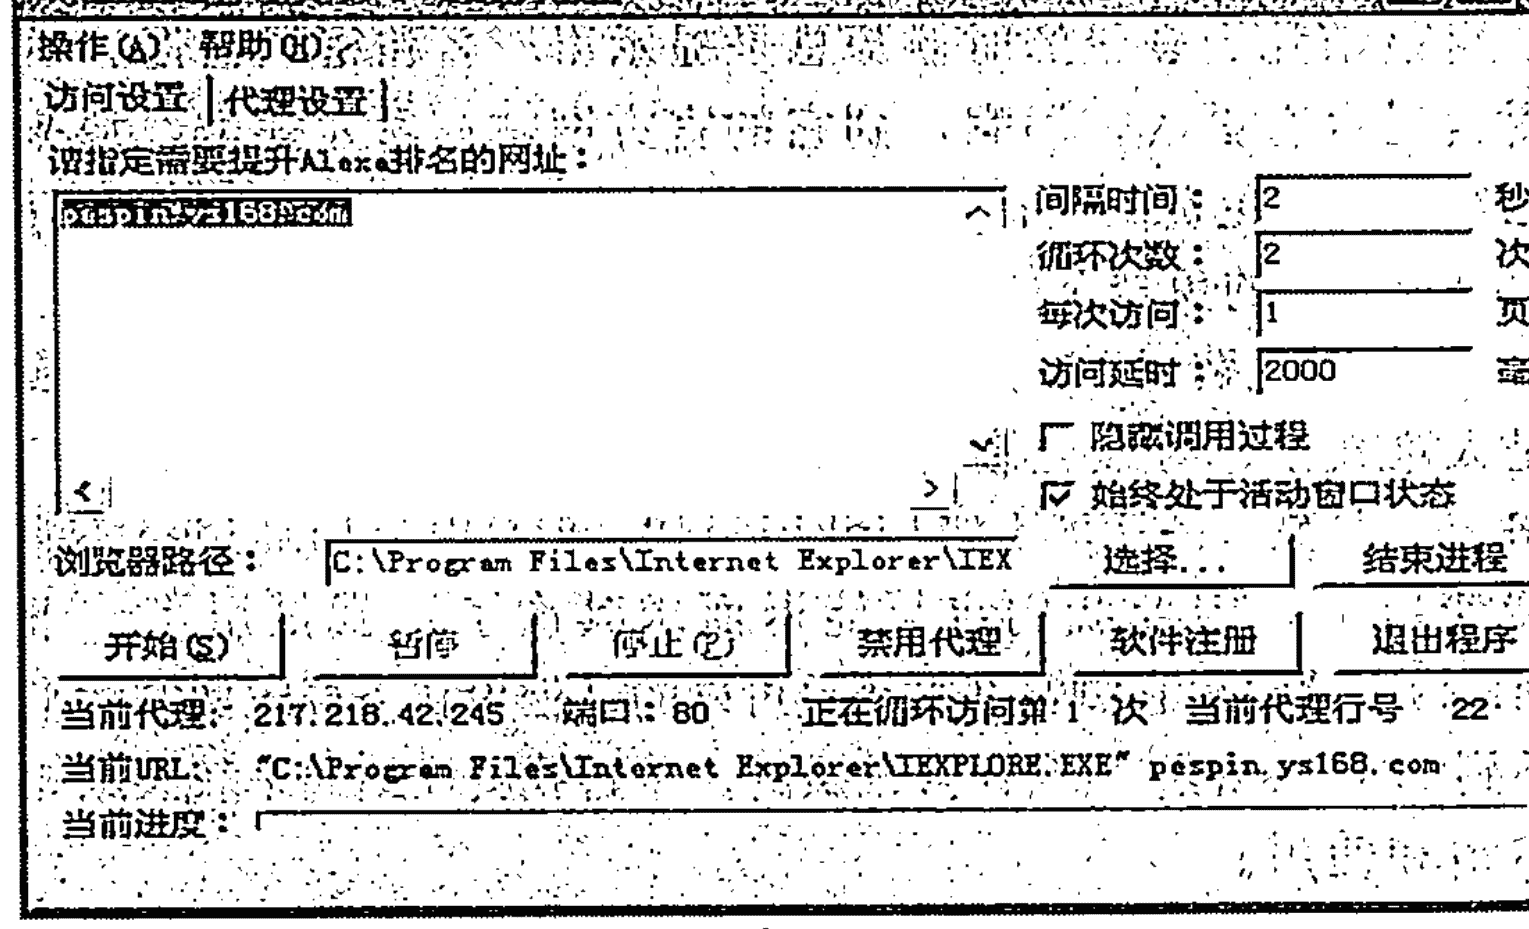 操作(A) 帮助(H)
访问设置 代理设置
请指定需要提升Alexa排名的网址：
pespin.ys168.com
间隔时间： 2 秒
循环次数： 2 次
每次访问： 1 页
访问延时： 2000 毫
隐藏调用过程
始终处于活动窗口状态
浏览器路径： C:\Program Files\Internet Explorer\IEX 选择... 结束进程
开始(S) 暂停 停止(P) 禁用代理 软件注册 退出程序
当前代理: 217.218.42.245 端口：80 正在循环访问第 1 次 当前代理行号 22
当前URL: "C:\Program Files\Internet Explorer\IEXPLORE.EXE" pespin.ys168.com
当前进度：